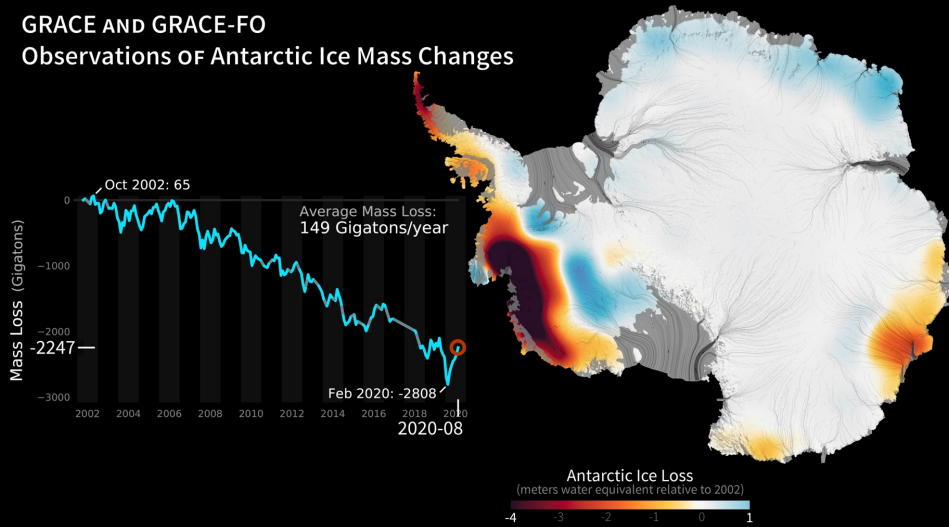 GRACE AND GRACE-FO
Observations OF Antarctic Ice Mass Changes
Oct 2002: 65
0
Average Mass Loss:
149 Gigatons/year
−1000
Mass Loss (Gigatons)
−2000
-2247
Feb 2020: -2808
−3000
2002 2004 2006 2008 2010 2012 2014 2016 2018 2020
2020-08
Antarctic Ice Loss
(meters water equivalent relative to 2002)
-4 -3 -2 -1 0 1